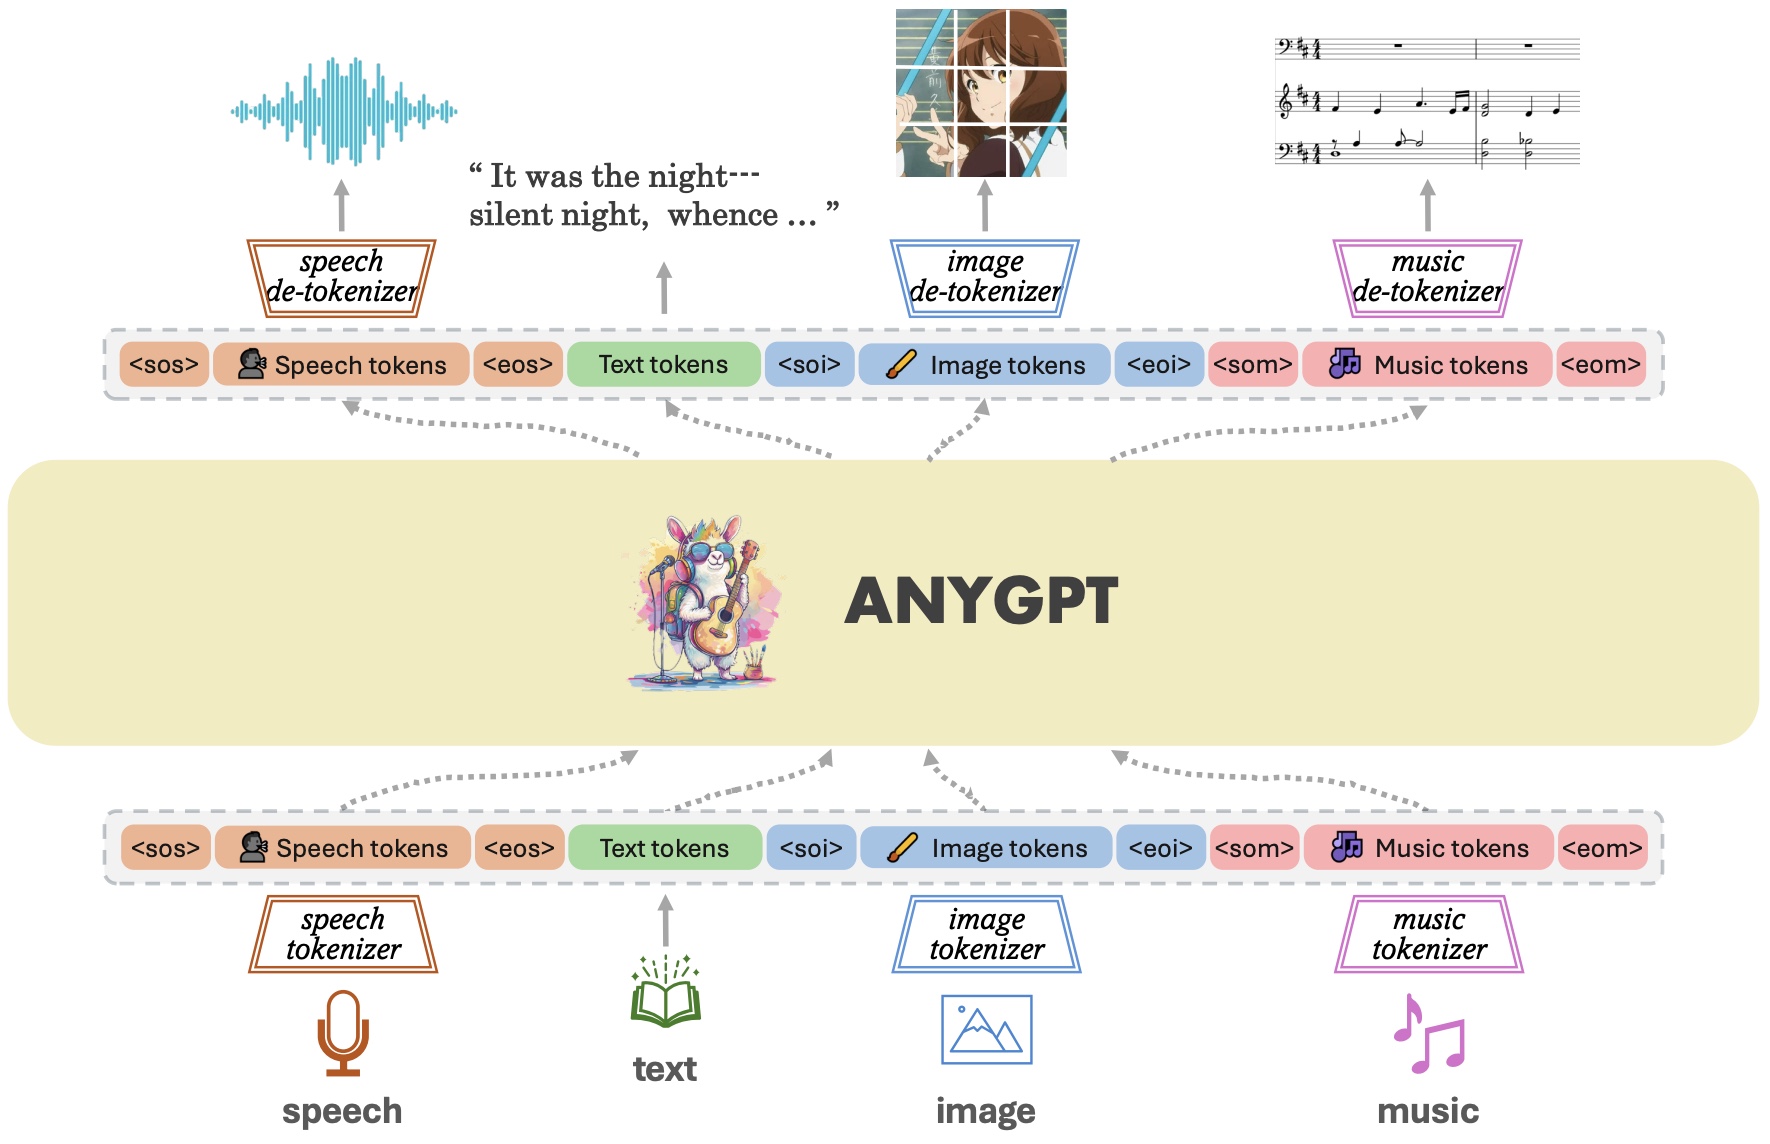 “ It was the night---
silent night, whence ... ”
speech
de-tokenizer
image
de-tokenizer
music
de-tokenizer
<sos> Speech tokens <eos> Text tokens <soi> Image tokens <eoi> <som> Music tokens <eom>
ANYGPT
<sos> Speech tokens <eos> Text tokens <soi> Image tokens <eoi> <som> Music tokens <eom>
speech
tokenizer
image
tokenizer
music
tokenizer
text
speech
image
music